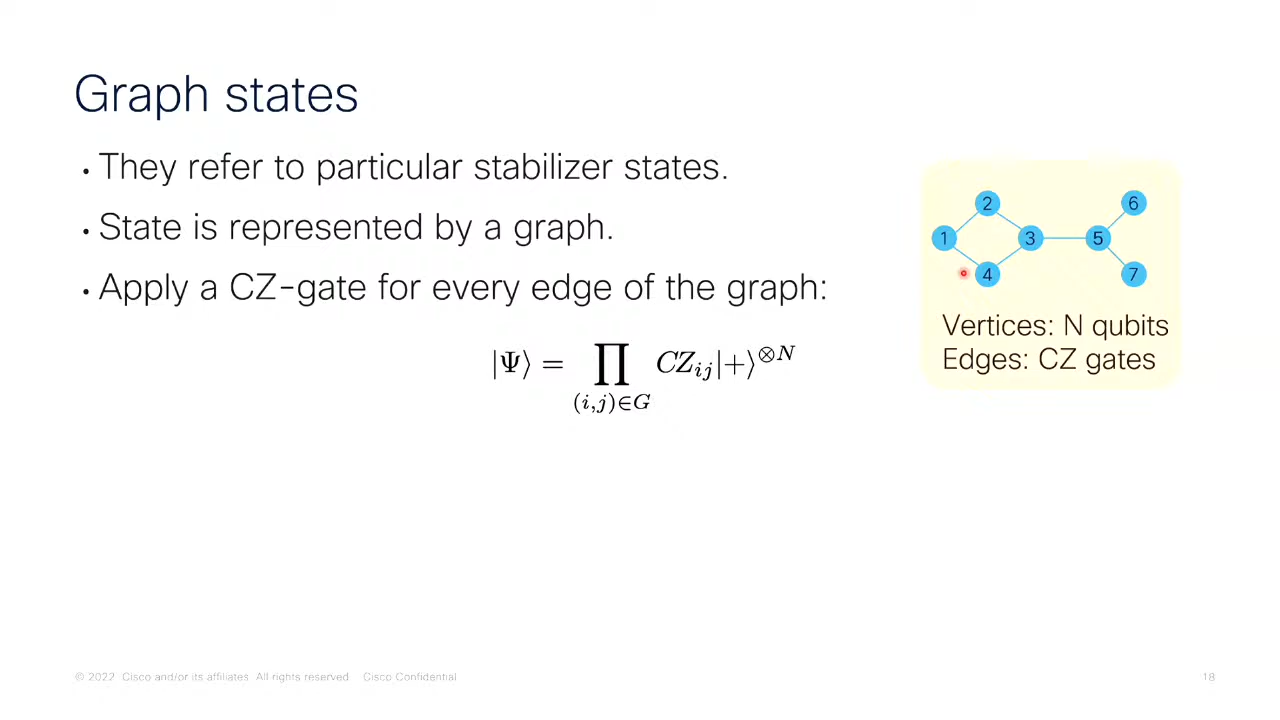 Graph states
• They refer to particular stabilizer states.
• State is represented by a graph.
• Apply a CZ-gate for every edge of the graph:
|Ψ⟩ = ∏ CZᵢⱼ|+⟩⊗N
(i,j)∈G
2
6
1
3
5
4
7
Vertices: N qubits
Edges: CZ gates
© 2022 Cisco and/or its affiliates. All rights reserved Cisco Confidential
18